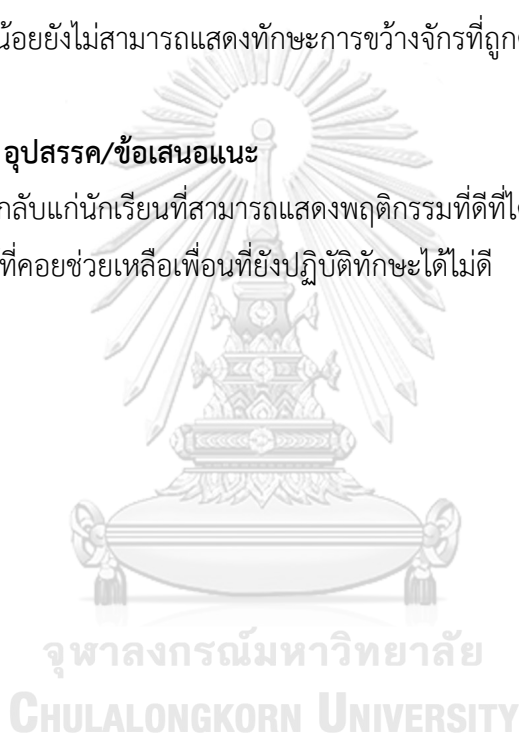 น้อยยังไม่สามารถแสดงทักษะการขว้างจักรที่ถูก
อุปสรรค/ข้อเสนอแนะ
กลับแก่นักเรียนที่สามารถแสดงพฤติกรรมที่ดีที่
ที่คอยช่วยเหลือเพื่อนที่ยังปฏิบัติทักษะได้ไม่ดี
จุฬาลงกรณ์มหาวิทยาลัย
CHULALONGKORN UNIVERSITY